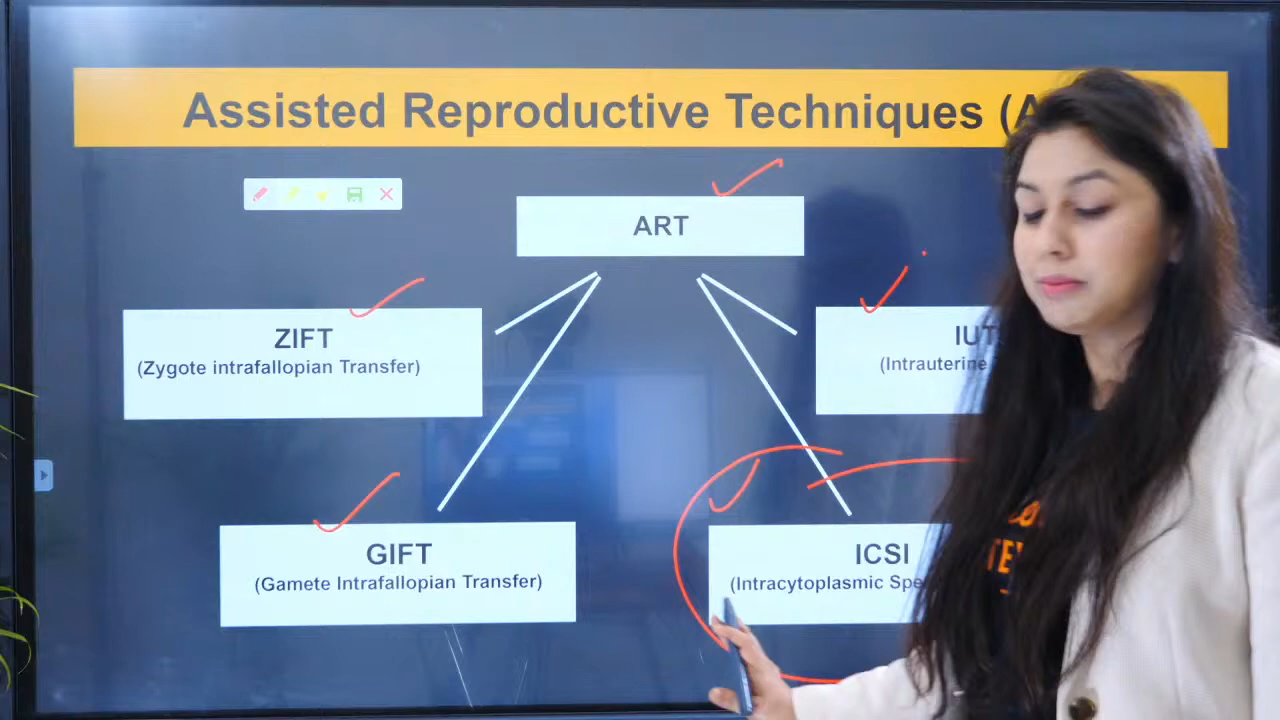 Assisted Reproductive Techniques (A
ART
ZIFT
(Zygote intrafallopian Transfer)
IUT
(Intrauterine
GIFT
(Gamete Intrafallopian Transfer)
ICSI
(Intracytoplasmic Spe